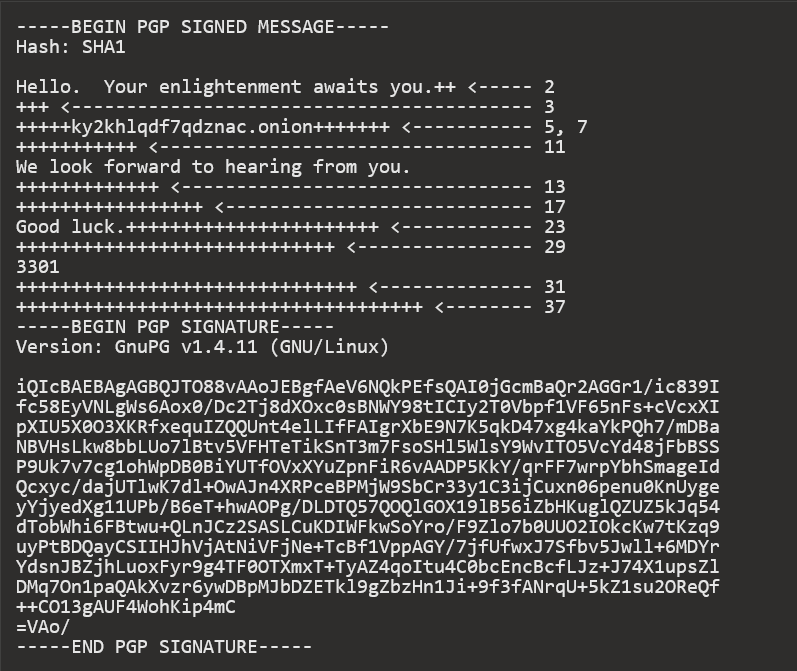 -----BEGIN PGP SIGNED MESSAGE-----
Hash: SHA1
Hello.  Your enlightenment awaits you.++ <----- 2
+++ <------------------------------------------ 3
+++++ky2khlqdf7qdznac.onion+++++++ <----------- 5, 7
+++++++++++ <---------------------------------- 11
We look forward to hearing from you.
+++++++++++++ <-------------------------------- 13
+++++++++++++++++ <---------------------------- 17
Good luck.+++++++++++++++++++++++ <------------ 23
+++++++++++++++++++++++++++++ <---------------- 29
3301
+++++++++++++++++++++++++++++++ <-------------- 31
+++++++++++++++++++++++++++++++++++++ <-------- 37
-----BEGIN PGP SIGNATURE-----
Version: GnuPG v1.4.11 (GNU/Linux)
iQIcBAEBAgAGBQJTO88vAAoJEBgfAeV6NQkPEfsQAI0jGcmBaQr2AGGr1/ic839I
fc58EyVNLgWs6Aox0/Dc2Tj8dXOxc0sBNWY98tICIy2T0Vbpf1VF65nFs+cVcxXI
pXIU5X0O3XKRfxequIZQQUnt4elLIfFAIgrXbE9N7K5qkD47xg4kaYkPQh7/mDBa
NBVHsLkw8bbLUo7lBtv5VFHTeTikSnT3m7FsoSHl5WlsY9WvITO5VcYd48jFbBSS
P9Uk7v7cg1ohWpDB0BiYUTfOVxXYuZpnFiR6vAADP5KkY/qrFF7wrpYbhSmageId
Qcxyc/dajUTlwK7dl+OwAJn4XRPceBPMjW9SbCr33y1C3ijCuxn06penu0KnUyge
yYjyedXg11UPb/B6eT+hwAOPg/DLDTQ57QOQlGOX19lB56iZbHKuglQZUZ5kJq54
dTobWhi6FBtwu+QLnJCz2SASLCuKDIWFkwSoYro/F9Zlo7b0UUO2IOkcKw7tKzq9
uyPtBDQayCSIIHJhVjAtNiVFjNe+TcBf1VppAGY/7jfUfwxJ7Sfbv5Jwll+6MDYr
YdsnJBZjhLuoxFyr9g4TF0OTXmxT+TyAZ4qoItu4C0bcEncBcfLJz+J74X1upsZl
DMq7On1paQAkXvzr6ywDBpMJbDZETkl9gZbzHn1Ji+9f3fANrqU+5kZ1su2OReQf
++CO13gAUF4WohKip4mC
=VAo/
-----END PGP SIGNATURE-----